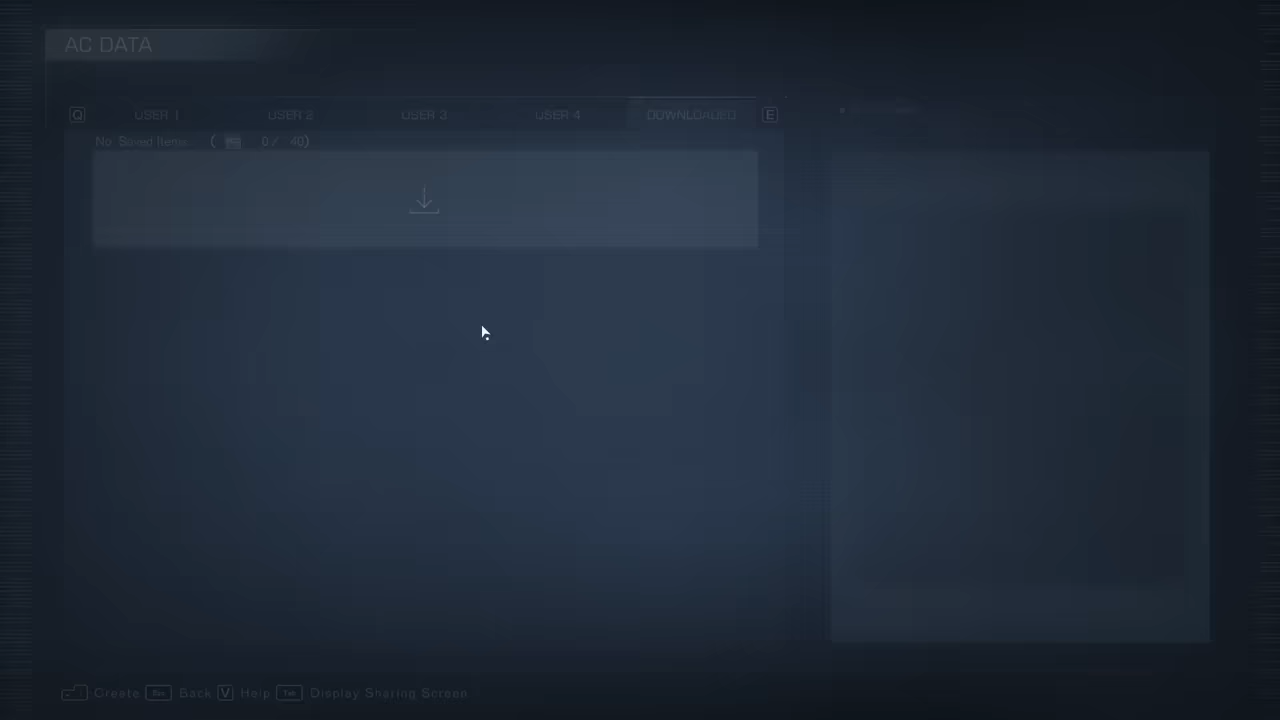 AC DATA
Q USER 1 USER 2 USER 3 USER 4 DOWNLOADED E
No. Saved Items ( 0 / 40)
Create Esc Back V Help Tab Display Sharing Screen